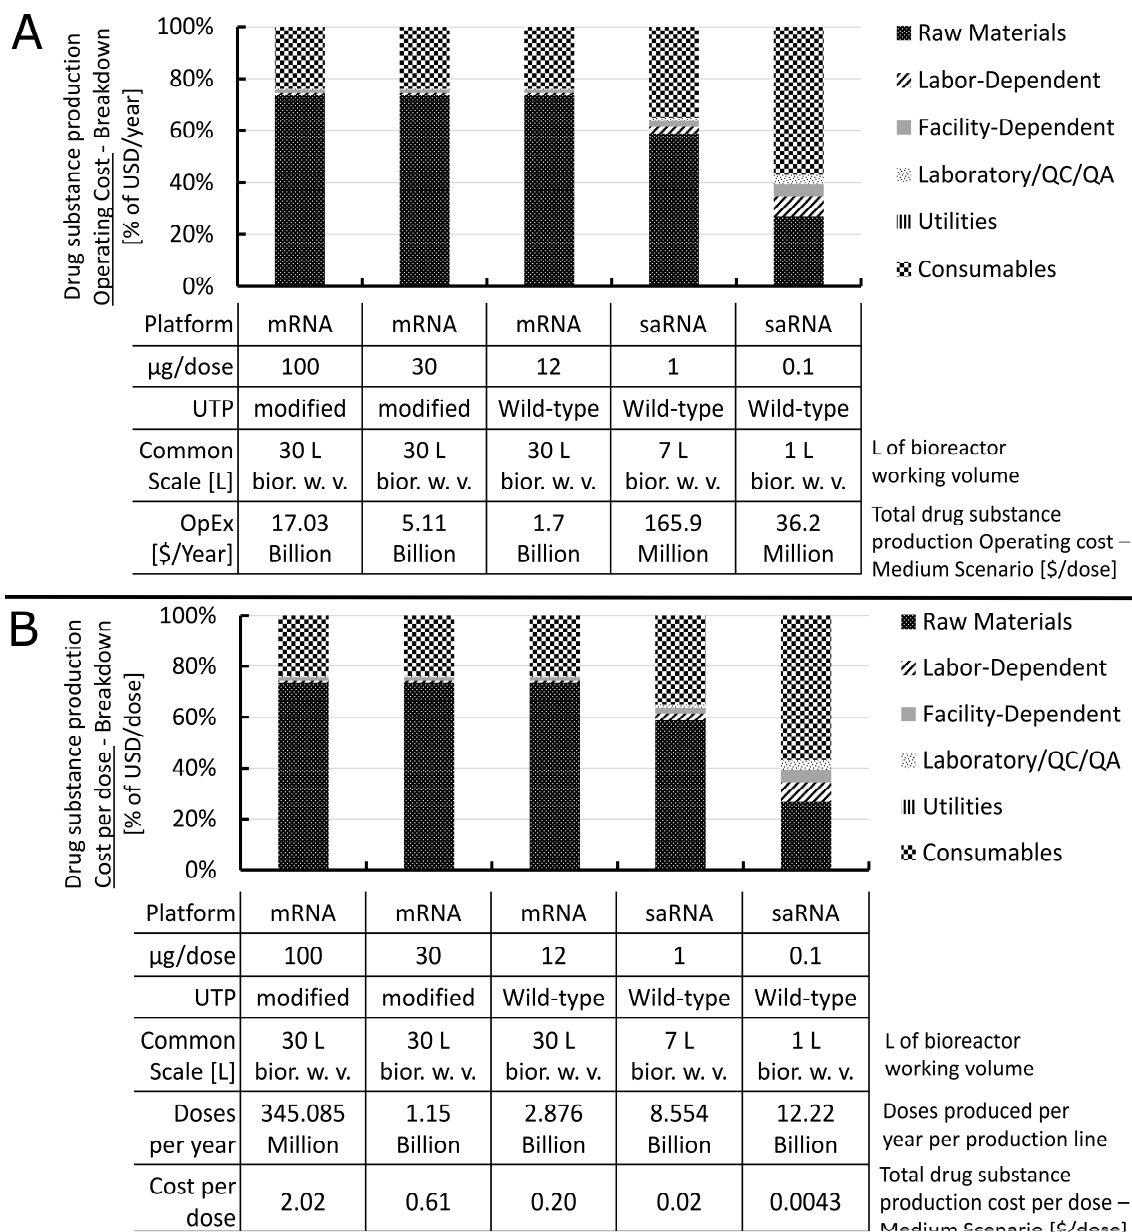 A
Drug substance production
Operating Cost - Breakdown
[% of USD/year]
100%
80%
60%
40%
20%
0%
Raw Materials
Labor-Dependent
Facility-Dependent
Laboratory/QC/QA
Utilities
Consumables
Platform mRNA mRNA mRNA saRNA saRNA
µg/dose 100 30 12 1 0.1
UTP modified modified Wild-type Wild-type Wild-type
Common 30 L 30 L 30 L 7 L 1 L L of bioreactor
Scale [L] bior. w. v. bior. w. v. bior. w. v. bior. w. v. bior. w. v. working volume
OpEx 17.03 5.11 1.7 165.9 36.2 Total drug substance
[$/Year] Billion Billion Billion Million Million production Operating cost –
Medium Scenario [$/dose]
B
Drug substance production
Cost per dose - Breakdown
[% of USD/dose]
100%
80%
60%
40%
20%
0%
Raw Materials
Labor-Dependent
Facility-Dependent
Laboratory/QC/QA
Utilities
Consumables
Platform mRNA mRNA mRNA saRNA saRNA
µg/dose 100 30 12 1 0.1
UTP modified modified Wild-type Wild-type Wild-type
Common 30 L 30 L 30 L 7 L 1 L L of bioreactor
Scale [L] bior. w. v. bior. w. v. bior. w. v. bior. w. v. bior. w. v. working volume
Doses 345.085 1.15 2.876 8.554 12.22 Doses produced per
per year Million Billion Billion Billion Billion year per production line
Cost per dose 2.02 0.61 0.20 0.02 0.0043 Total drug substance
production cost per dose –
Medium Scenario [$/dose]